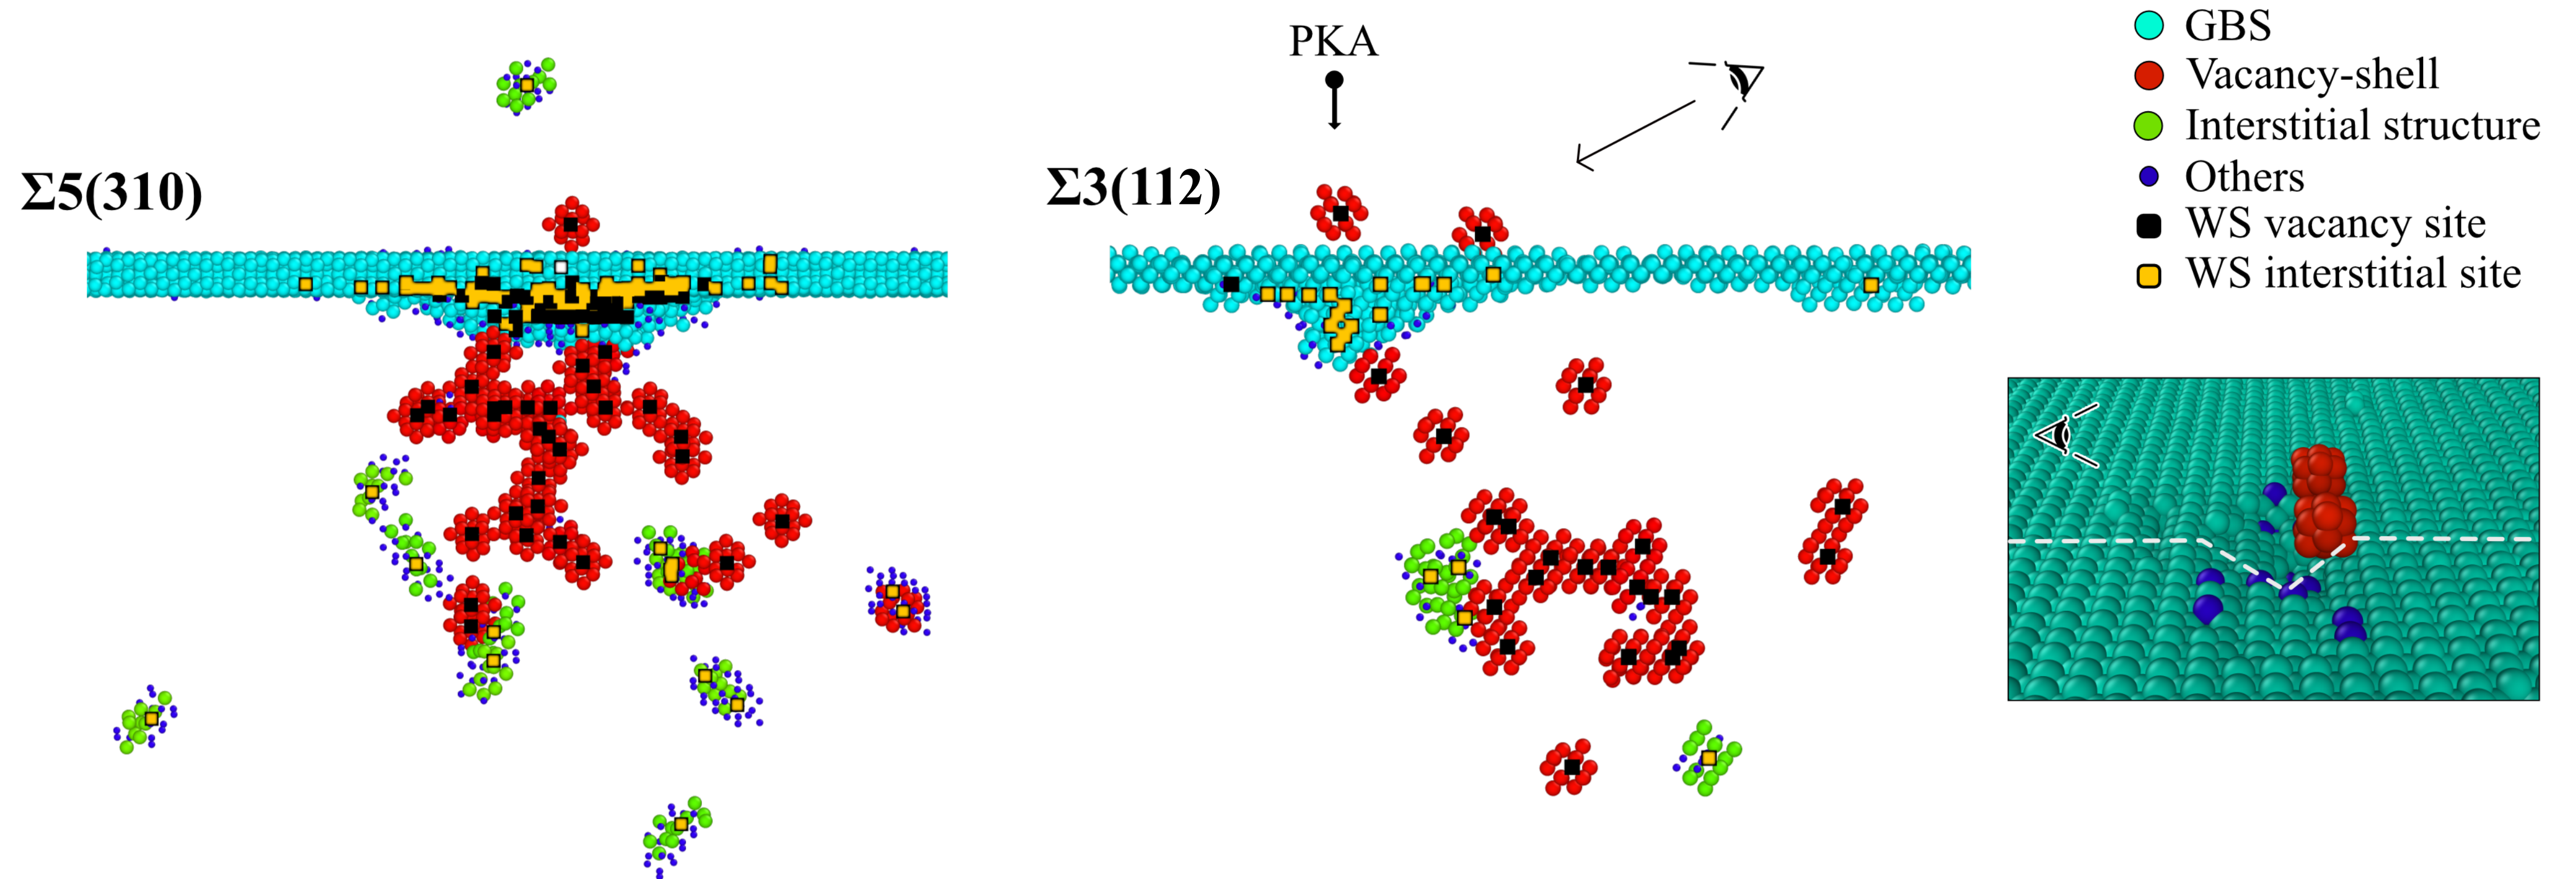 PKA
Σ5(310)
Σ3(112)
GBS
Vacancy-shell
Interstitial structure
Others
WS vacancy site
WS interstitial site